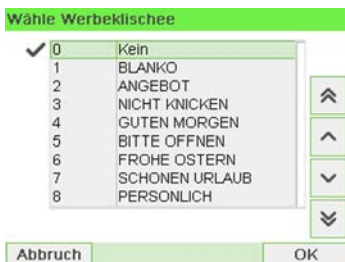 Wähle Werbeklischee
0 Kein
1 BLANKO
2 ANGEBOT
3 NICHT KNICKEN
4 GUTEN MORGEN
5 BITTE OFFNEN
6 FROHE OSTERN
7 SCHONEN URLAUB
8 PERSONLICH
Abbruch OK